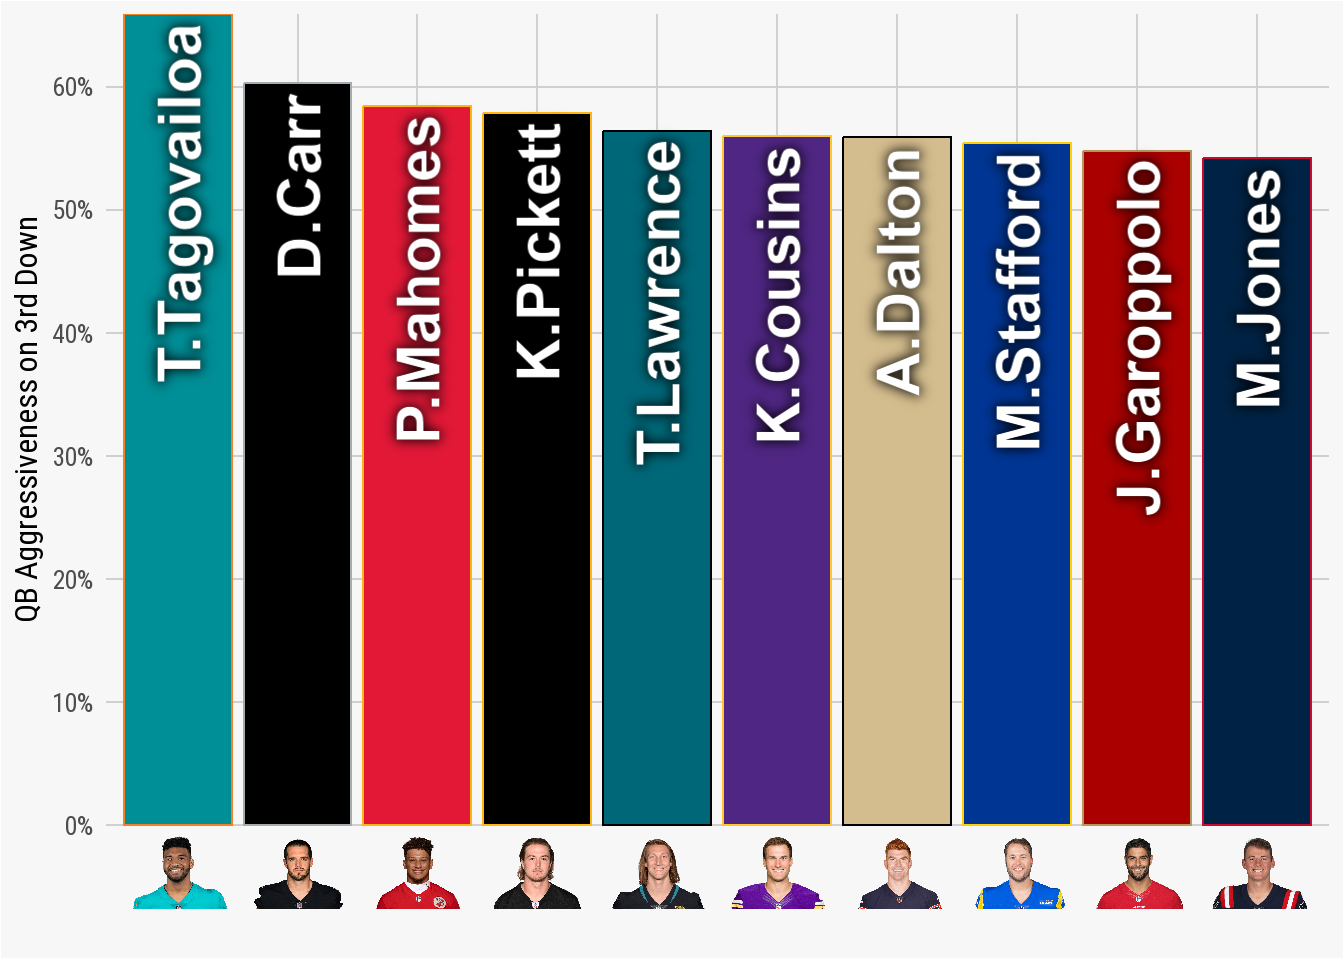 QB Aggressiveness on 3rd Down
60%
50%
40%
30%
20%
10%
0%
T.Tagovailoa
D.Carr
P.Mahomes
K.Pickett
T.Lawrence
K.Cousins
A.Dalton
M.Stafford
J.Garoppolo
M.Jones